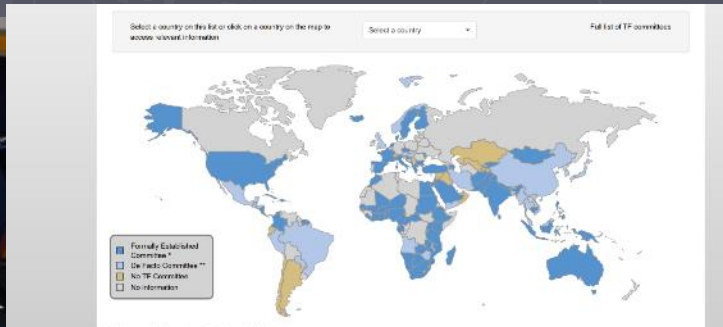 Select a country on this list or click on a country on the map to
access relevant information
Select a country
Full list of TF committees
Formally Established
Committee *
De Facto Committee **
No TF Committee
No information